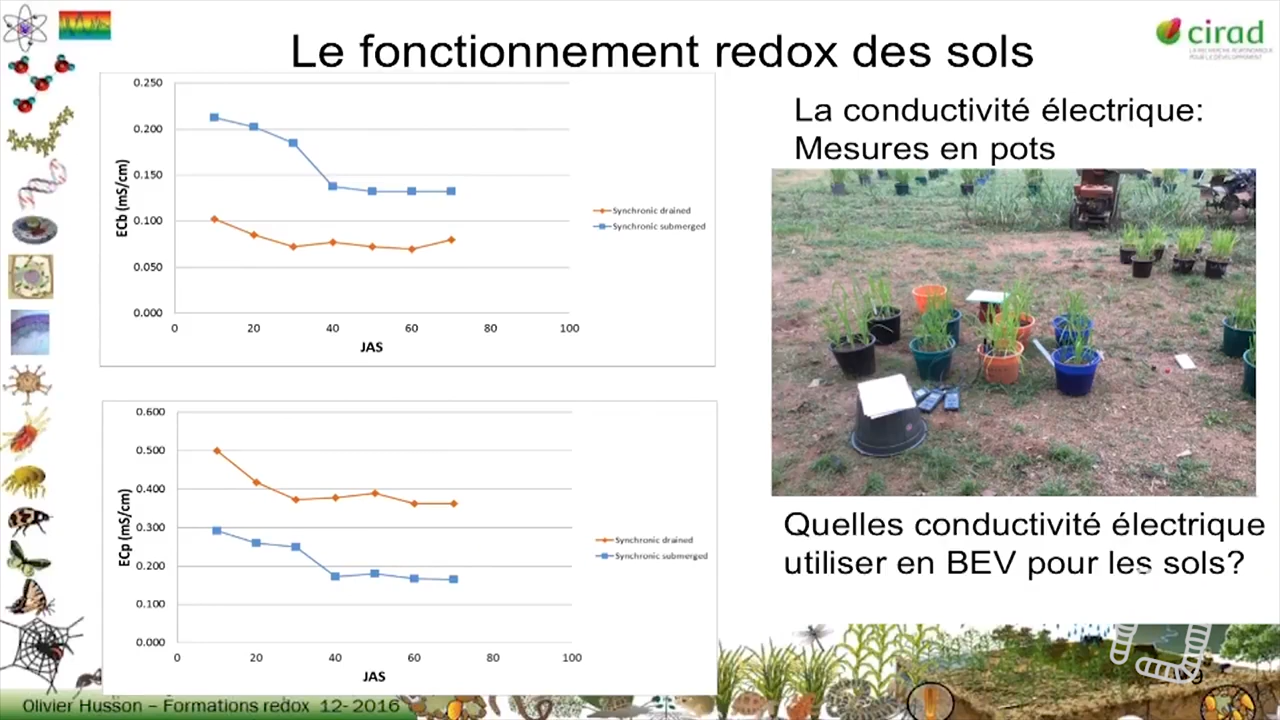 Le fonctionnement redox des sols
cirad
LA RECHERCHE AGRONOMIQUE
POUR LE DÉVELOPPEMENT
La conductivité électrique:
Mesures en pots
0.250
0.200
0.150
0.100
0.050
0.000
ECb (mS/cm)
0 20 40 60 80 100
JAS
Synchronic drained
Synchronic submerged
0.600
0.500
0.400
0.300
0.200
0.100
0.000
ECp (mS/cm)
0 20 40 60 80 100
JAS
Synchronic drained
Synchronic submerged
Quelles conductivité électrique
utiliser en BEV pour les sols?
Olivier Husson – Formations redox 12- 2016